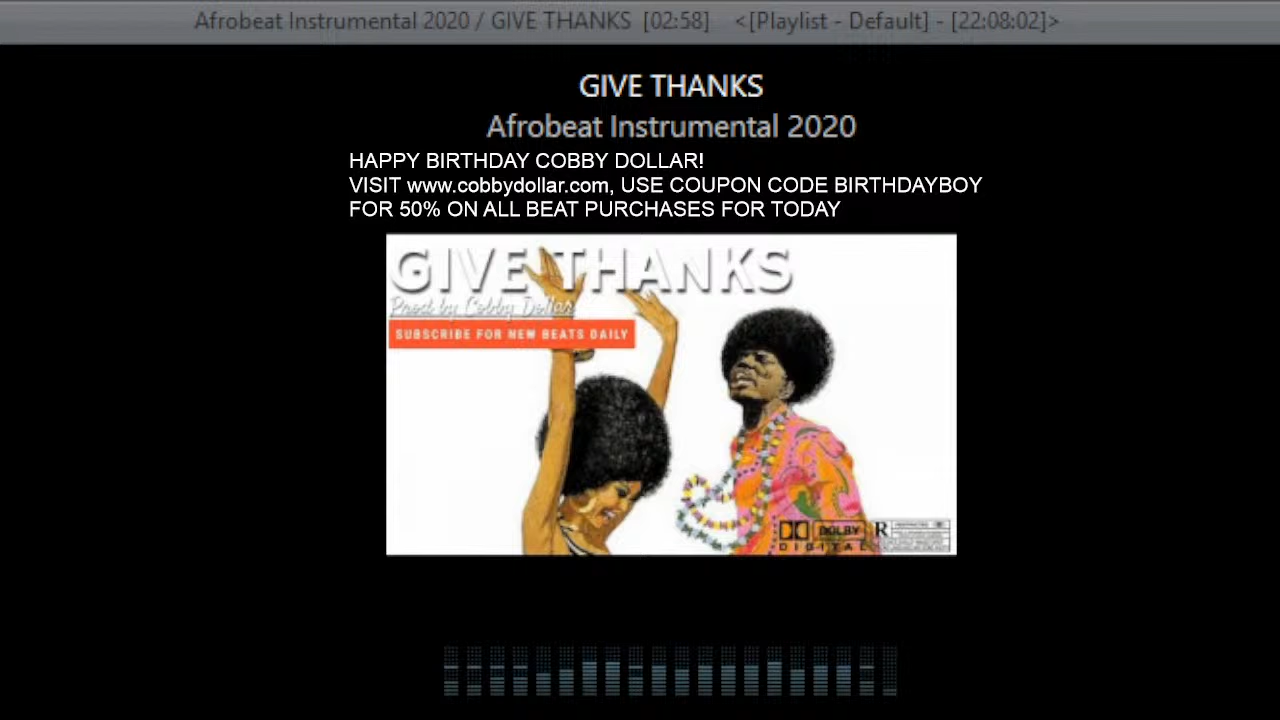 Afrobeat Instrumental 2020 / GIVE THANKS [02:58] <[Playlist - Default] - [22:08:02]>
GIVE THANKS
Afrobeat Instrumental 2020
HAPPY BIRTHDAY COBBY DOLLAR!
VISIT www.cobbydollar.com, USE COUPON CODE BIRTHDAYBOY
FOR 50% ON ALL BEAT PURCHASES FOR TODAY
GIVE THANKS
Prod by Cobby Dollar
SUBSCRIBE FOR NEW BEATS DAILY
DOLBY
DIGITAL
R